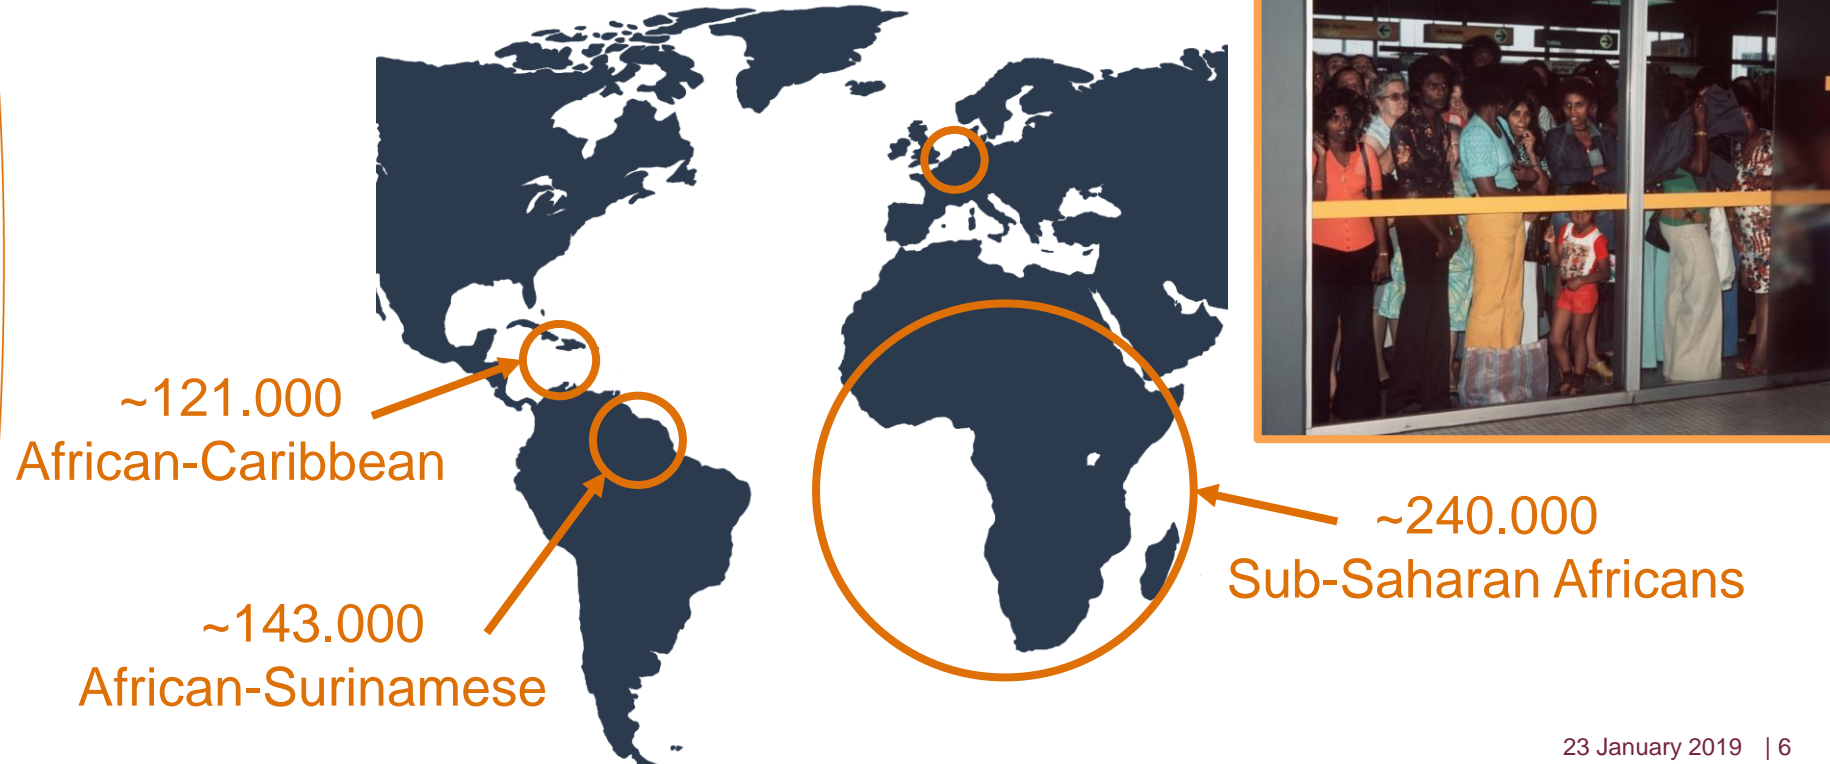 ~121.000
African-Caribbean
~143.000
African-Surinamese
~240.000
Sub-Saharan Africans
23 January 2019 | 6